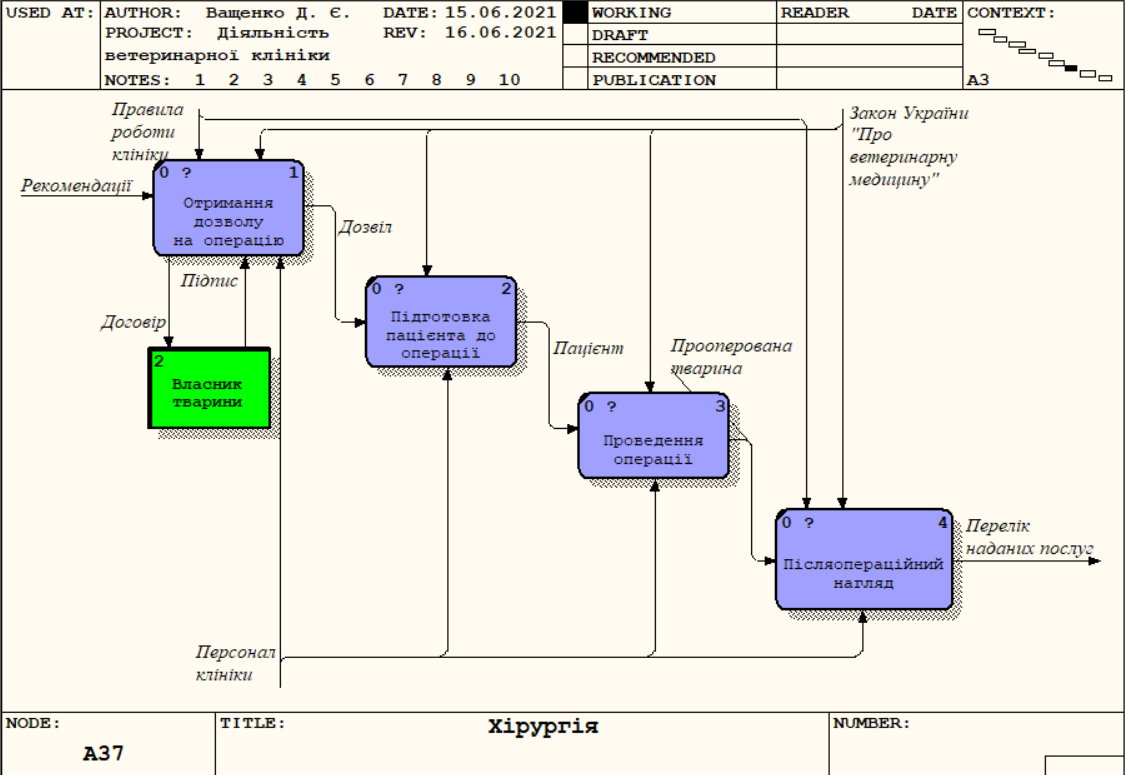 USED AT:
AUTHOR: Ващенко Д. Є.
DATE: 15.06.2021
PROJECT: Діяльність
REV: 16.06.2021
ветеринарної клініки
NOTES: 1 2 3 4 5 6 7 8 9 10
WORKING
DRAFT
RECOMMENDED
PUBLICATION
READER DATE
CONTEXT:
A3
Правила
роботи
клініки
Закон України
"Про
ветеринарну
медицину"
Рекомендації
0 ? 1
Отримання
дозволу
на операцію
Дозвіл
Підпис
Договір
2
Власник
тварини
0 ? 2
Підготовка
пацієнта до
операції
Пацієнт
Прооперована
тварина
0 ? 3
Проведення
операції
0 ? 4
Післяопераційний
нагляд
Перелік
наданих послуг
Персонал
клініки
NODE:
A37
TITLE:
Хірургія
NUMBER: